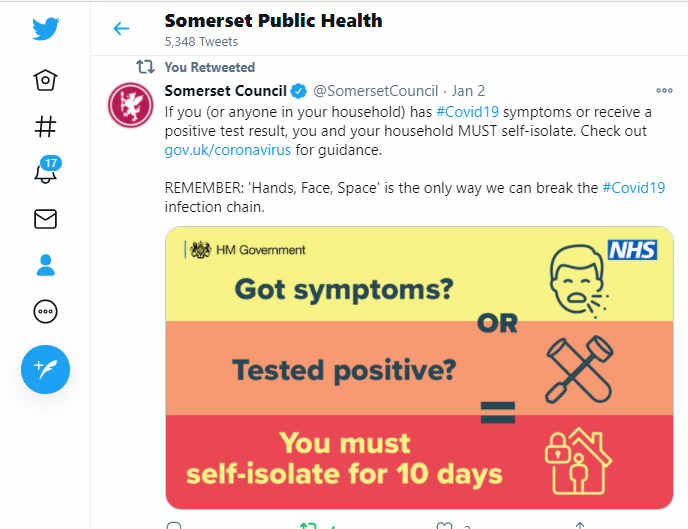 Somerset Public Health
5,348 Tweets
You Retweeted
Somerset Council @SomersetCouncil · Jan 2
If you (or anyone in your household) has #Covid19 symptoms or receive a
positive test result, you and your household MUST self-isolate. Check out
gov.uk/coronavirus for guidance.
REMEMBER: 'Hands, Face, Space' is the only way we can break the #Covid19
infection chain.
HM Government
NHS
Got symptoms?
OR
Tested positive?
=
You must
self-isolate for 10 days
17